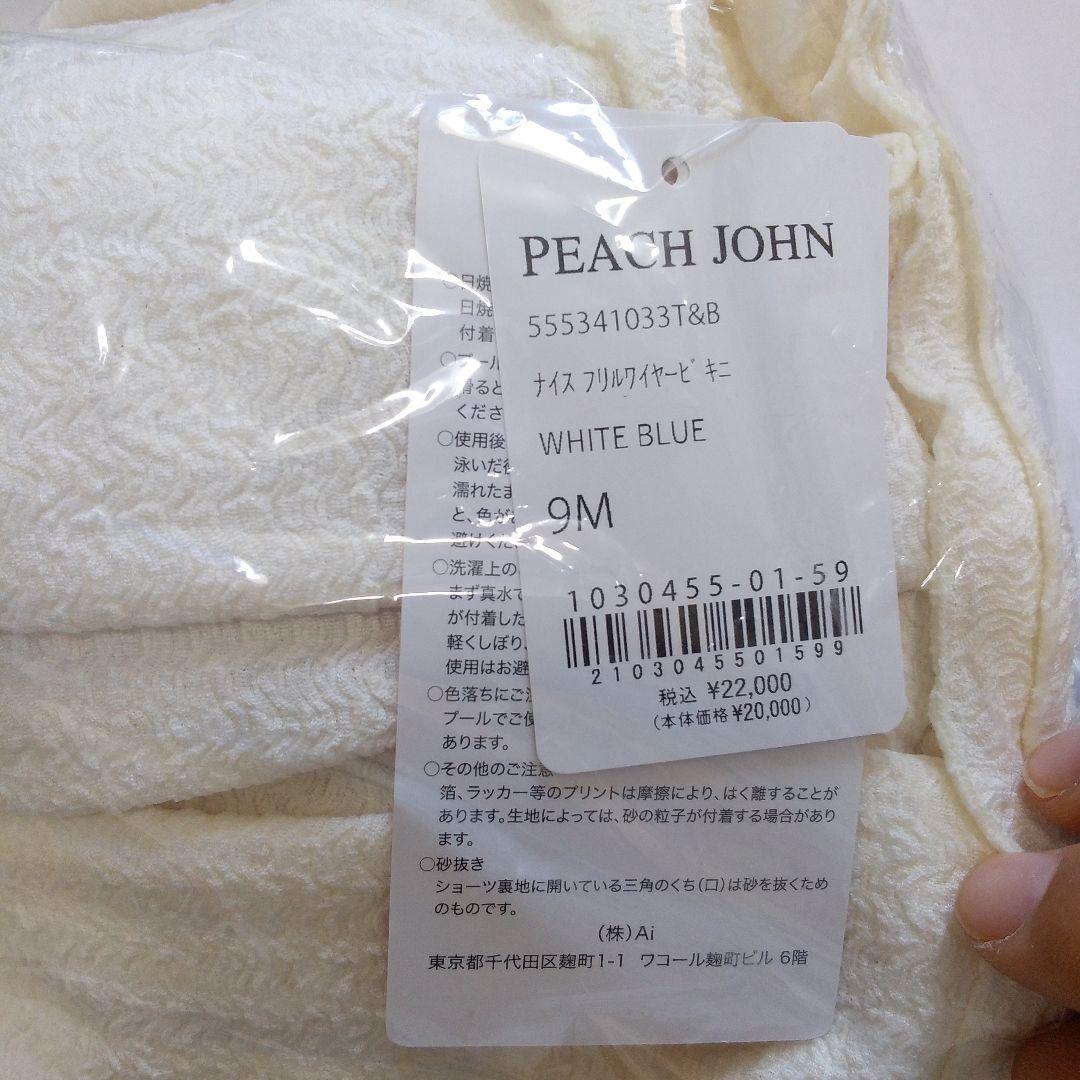 PEACH JOHN
555341033T&B
ﾅｲｽ ﾌﾘﾙﾜｲﾔｰﾋﾞｷﾆ
WHITE BLUE
9M
1030455-01-59
2103045501599
税込 ¥22,000
(本体価格¥20,000)
○日焼
日焼
付着
○プール
滑ると
くださ
○使用後
泳いだ後
濡れたま
と、色が
避けくだ
○洗濯上の
まず真水で
が付着した
軽くしぼり、
使用はお避
○色落ちにご注
プールでご使
あります。
○その他のご注意
箔、ラッカー等のプリントは摩擦により、はく離することが
あります。生地によっては、砂の粒子が付着する場合があり
ます。
○砂抜き
ショーツ裏地に開いている三角のくち(口)は砂を抜くため
のものです。
(株)Ai
東京都千代田区麹町1-1 ワコール麹町ビル 6階